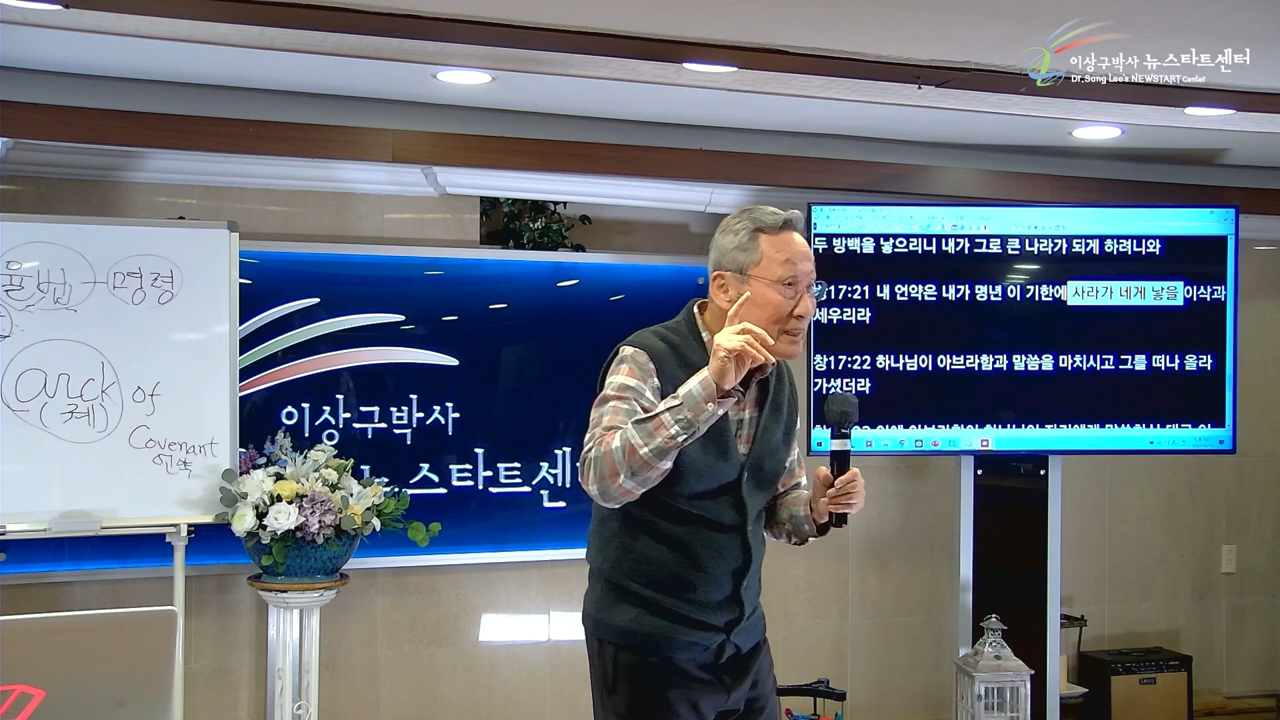 이상구박사 뉴스타트센터
Dr. Sang Lee's NEWSTART Center
율법 - 명령
Ark of
(궤)
Covenant
언약
이상구박사
뉴스타트센
두 방백을 낳으리니 내가 그로 큰 나라가 되게 하려니와
창17:21 내 언약은 내가 명년 이 기한에 사라가 네게 낳을 이삭과
세우리라
창17:22 하나님이 아브라함과 말씀을 마치시고 그를 떠나 올라
가셨더라